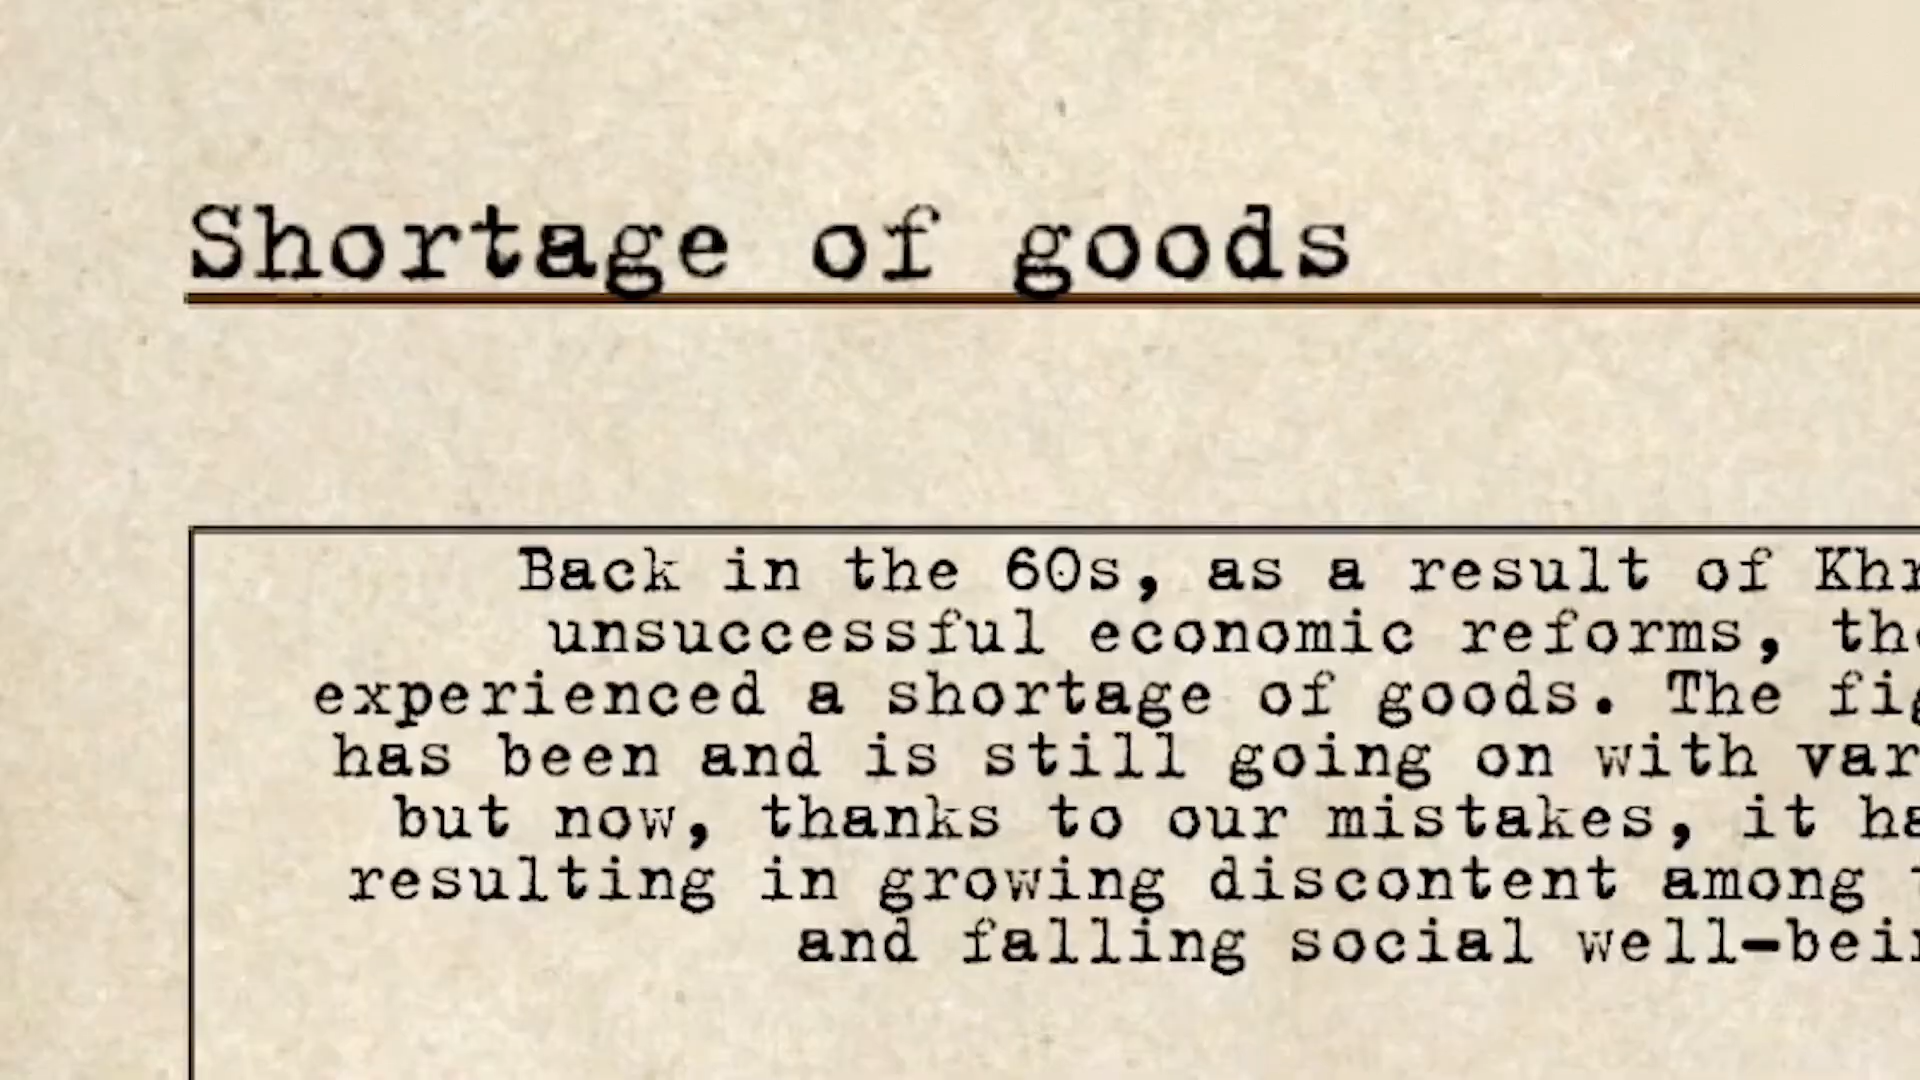 Shortage of goods
Back in the 60s, as a result of
unsuccessful economic reforms,
experienced a shortage of goods. The
has been and is still going on with
but now, thanks to our mistakes, it
resulting in growing discontent among
and falling social